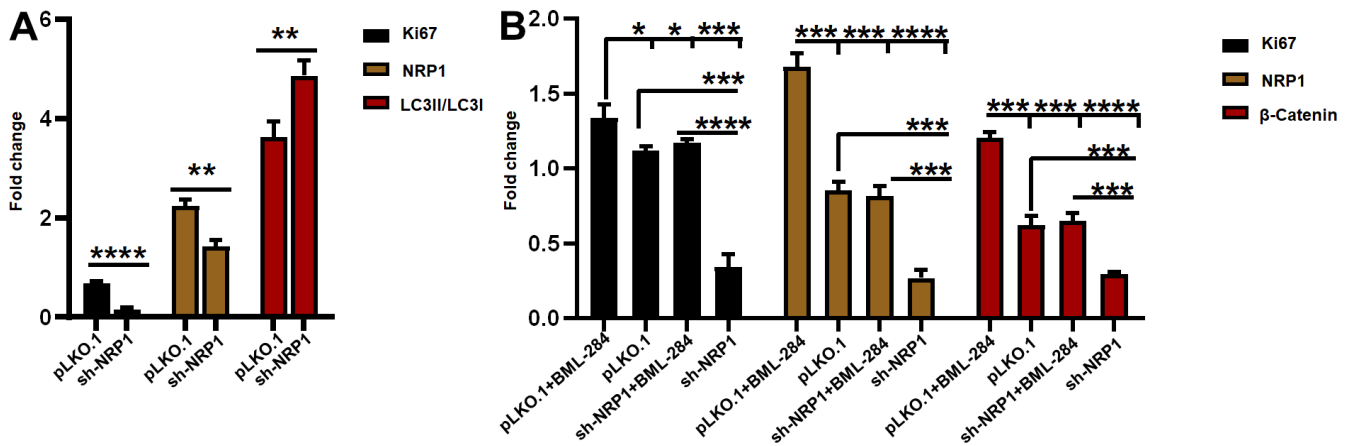 A
Fold change
6
4
2
0
****
**
**
pLKO.1
sh-NRP1
pLKO.1
sh-NRP1
pLKO.1
sh-NRP1
Ki67
NRP1
LC3II/LC3I
B
Fold change
2.0
1.5
1.0
0.5
0.0
* * ***
***
****
*** *** ****
***
***
*** *** ****
***
***
pLKO.1+BML-284
pLKO.1
sh-NRP1+BML-284
sh-NRP1
pLKO.1+BML-284
pLKO.1
sh-NRP1+BML-284
sh-NRP1
pLKO.1+BML-284
pLKO.1
sh-NRP1+BML-284
sh-NRP1
Ki67
NRP1
β-Catenin